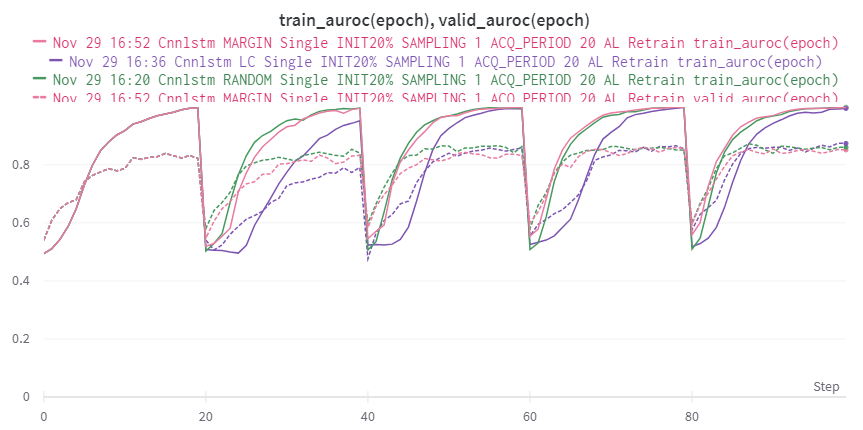 train_auroc(epoch), valid_auroc(epoch)
Nov 29 16:52 Cnnlstm MARGIN Single INIT20% SAMPLING 1 ACQ_PERIOD 20 AL Retrain train_auroc(epoch)
Nov 29 16:36 Cnnlstm LC Single INIT20% SAMPLING 1 ACQ_PERIOD 20 AL Retrain train_auroc(epoch)
Nov 29 16:20 Cnnlstm RANDOM Single INIT20% SAMPLING 1 ACQ_PERIOD 20 AL Retrain train_auroc(epoch)
Nov 29 16:52 Cnnlstm MARGIN Single INIT20% SAMPLING 1 ACQ_PERIOD 20 AL Retrain valid_auroc(epoch)
0.8
0.6
0.4
0.2
0
Step
0 20 40 60 80